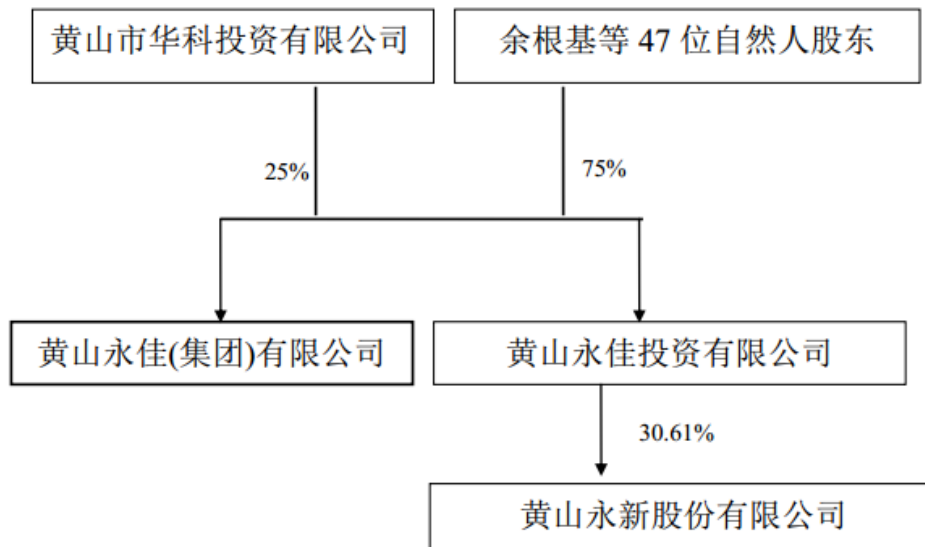 黄山市华科投资有限公司
余根基等 47 位自然人股东
25%
75%
黄山永佳(集团)有限公司
黄山永佳投资有限公司
30.61%
黄山永新股份有限公司